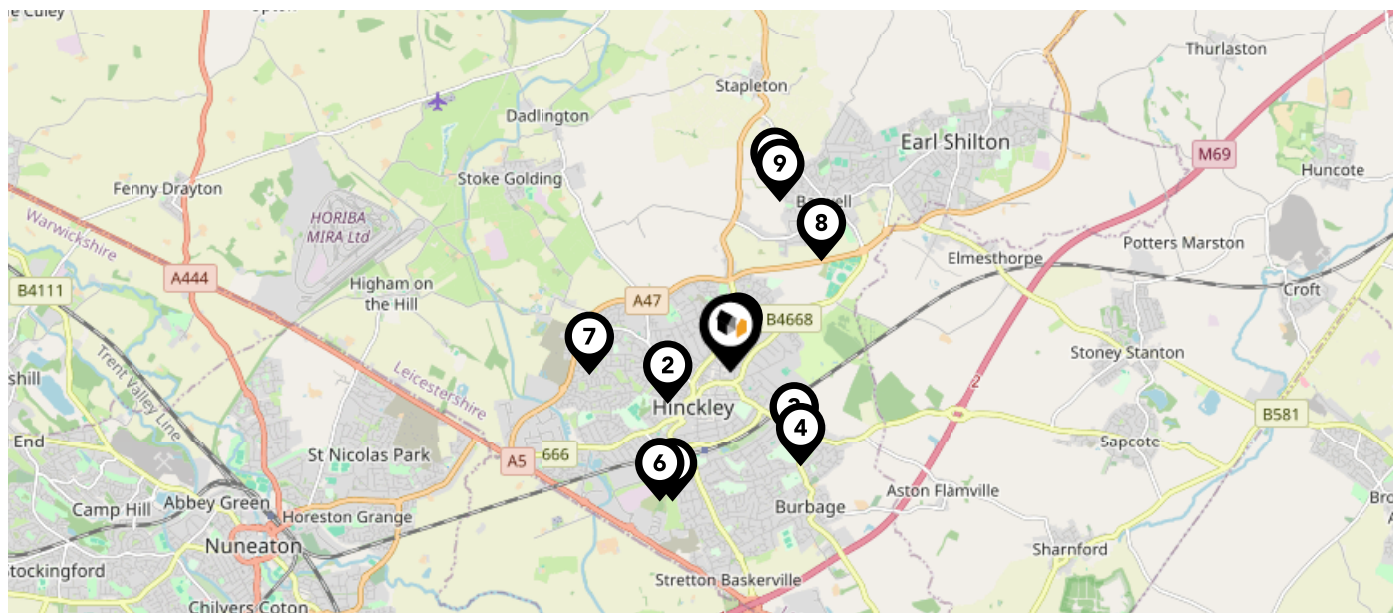 Thurlaston
Stapleton
Dadlington
Earl Shilton
M69
Huncote
Stoke Golding
Fenny Drayton
9
HORIBA
MIRA Ltd
Warwickshire
8
Potters Marston
Elmesthorpe
A444
B4111
Higham on
the Hill
A47
Croft
B4668
7
2
Stoney Stanton
Trent Valley Line
Leicestershire
2
Hinckley
B581
4
End
Sapcote
St Nicolas Park
666
A5
6
Aston Flamville
Abbey Green
Camp Hill
Horeston Grange
Burbage
Nuneaton
Sharnford
Stretton Baskerville
Chilvers Coton